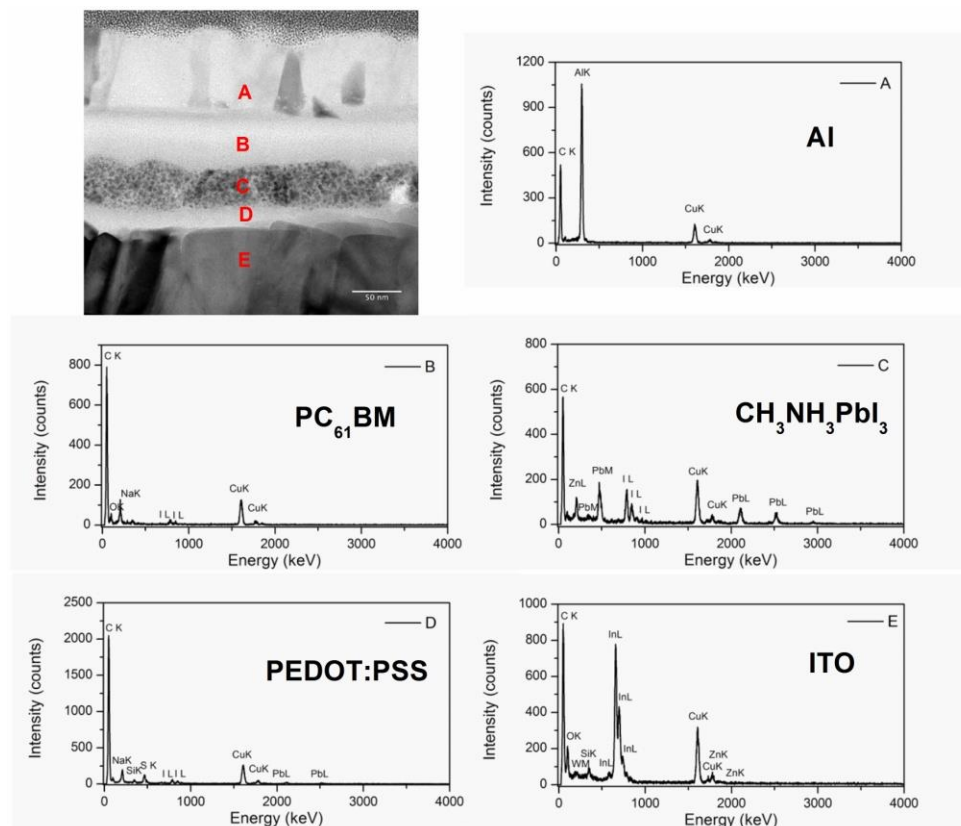 A
B
C
D
E
50 nm
1200
900
600
300
0
Intensity (counts)
AlK
C K
CuK
CuK
A
Al
0
1000
2000
3000
4000
Energy (keV)
800
600
400
200
0
Intensity (counts)
C K
OK
NaK
I L
I L
CuK
CuK
B
PC61BM
0
1000
2000
3000
4000
Energy (keV)
800
600
400
200
0
Intensity (counts)
C K
ZnL
PbM
PbM
I L
I L
I L
CuK
CuK
PbL
PbL
PbL
C
CH3NH3PbI3
0
1000
2000
3000
4000
Energy (keV)
2500
2000
1500
1000
500
0
Intensity (counts)
C K
NaK
SiK
S K
I L
I L
CuK
CuK
PbL
PbL
D
PEDOT:PSS
0
1000
2000
3000
4000
Energy (keV)
1000
800
600
400
200
0
Intensity (counts)
C K
OK
WM
SiK
InL
InL
InL
InL
CuK
ZnK
CuK
ZnK
E
ITO
0
1000
2000
3000
4000
Energy (keV)